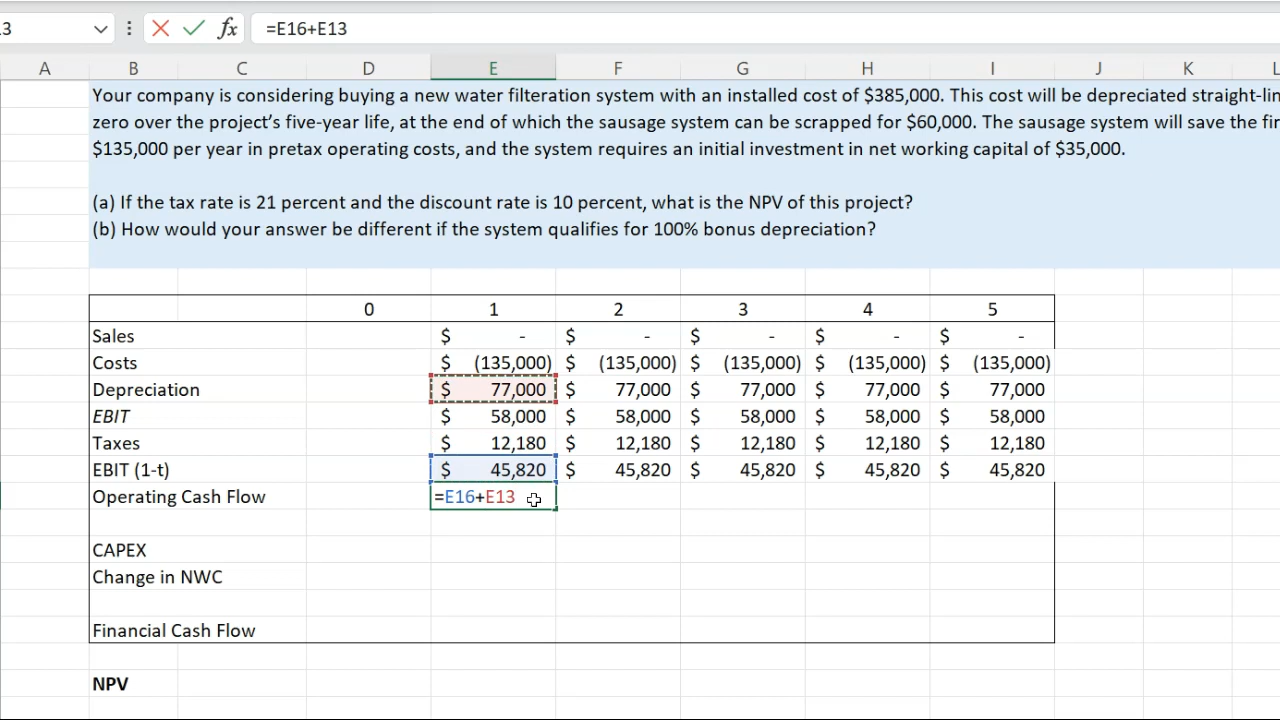 3 fx =E16+E13
A B C D E F G H I J K L
Your company is considering buying a new water filteration system with an installed cost of $385,000. This cost will be depreciated straight-lin
zero over the project's five-year life, at the end of which the sausage system can be scrapped for $60,000. The sausage system will save the fir
$135,000 per year in pretax operating costs, and the system requires an initial investment in net working capital of $35,000.
(a) If the tax rate is 21 percent and the discount rate is 10 percent, what is the NPV of this project?
(b) How would your answer be different if the system qualifies for 100% bonus depreciation?
0 1 2 3 4 5
Sales $ - $ - $ - $ - $ -
Costs $ (135,000) $ (135,000) $ (135,000) $ (135,000) $ (135,000)
Depreciation $ 77,000 $ 77,000 $ 77,000 $ 77,000 $ 77,000
EBIT $ 58,000 $ 58,000 $ 58,000 $ 58,000 $ 58,000
Taxes $ 12,180 $ 12,180 $ 12,180 $ 12,180 $ 12,180
EBIT (1-t) $ 45,820 $ 45,820 $ 45,820 $ 45,820 $ 45,820
Operating Cash Flow =E16+E13
CAPEX
Change in NWC
Financial Cash Flow
NPV